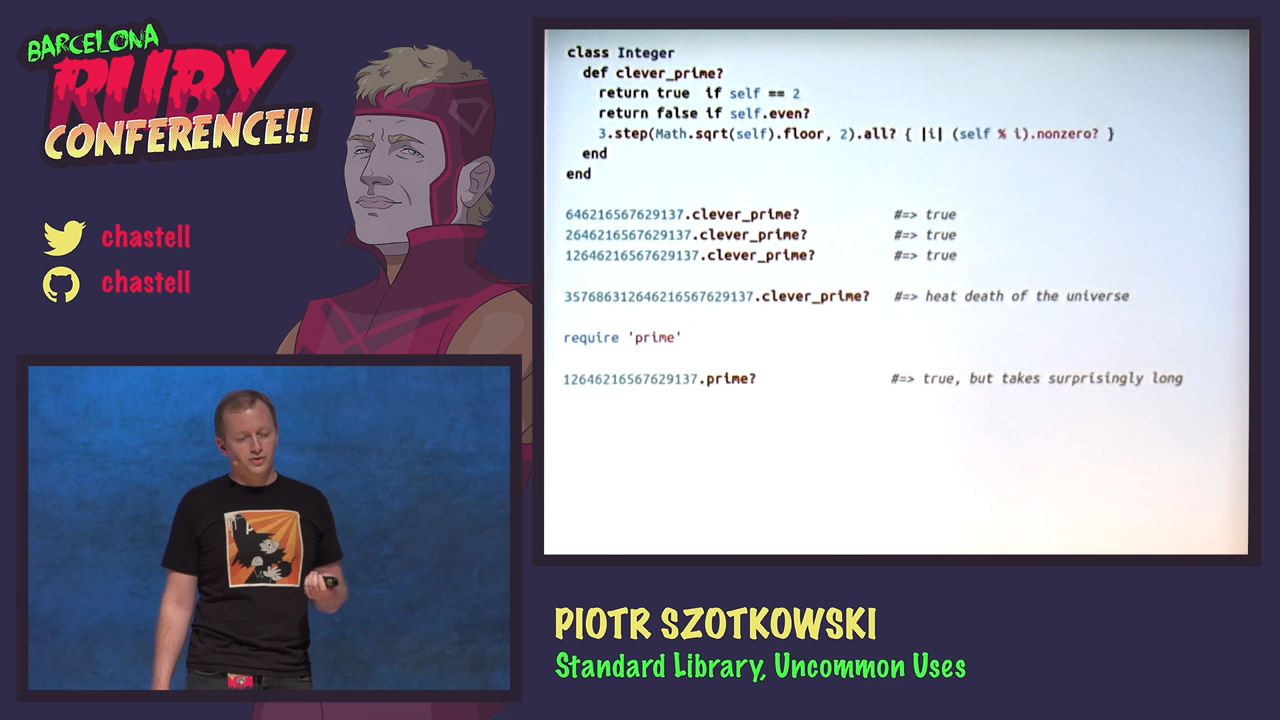 BARCELONA
RUBY
CONFERENCE!!
chastell
chastell
class Integer
def clever_prime?
return true if self == 2
return false if self.even?
3.step(Math.sqrt(self).floor, 2).all? { |i| (self % i).nonzero? }
end
end
646216567629137.clever_prime? #=> true
2646216567629137.clever_prime? #=> true
12646216567629137.clever_prime? #=> true
357686312646216567629137.clever_prime? #=> heat death of the universe
require 'prime'
12646216567629137.prime? #=> true, but takes surprisingly long
PIOTR SZOTKOWSKI
Standard Library, Uncommon Uses